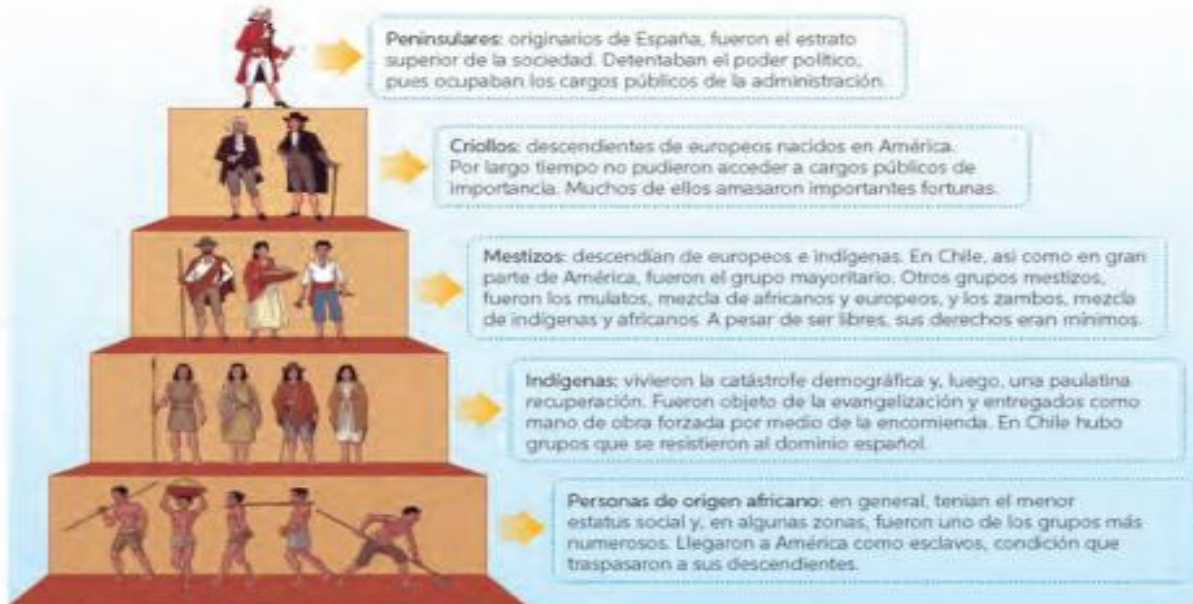 Peninsulares: originarios de España, fueron el estrato
superior de la sociedad. Detentaban el poder político,
pues ocupaban los cargos públicos de la administración.
Criollos: descendientes de europeos nacidos en América.
Por largo tiempo no pudieron acceder a cargos públicos de
importancia. Muchos de ellos amasaron importantes fortunas.
Mestizos: descendían de europeos e indígenas. En Chile, así como en gran
parte de América, fueron el grupo mayoritario. Otros grupos mestizos,
fueron los mulatos, mezcla de africanos y europeos, y los zambos, mezcla
de indígenas y africanos. A pesar de ser libres, sus derechos eran mínimos.
Indígenas: vivieron la catástrofe demográfica y, luego, una paulatina
recuperación. Fueron objeto de la evangelización y entregados como
mano de obra forzada por medio de la encomienda. En Chile hubo
grupos que se resistieron al dominio español.
Personas de origen africano: en general, tenían el menor
estatus social y, en algunas zonas, fueron uno de los grupos más
numerosos. Llegaron a América como esclavos, condición que
traspasaron a sus descendientes.